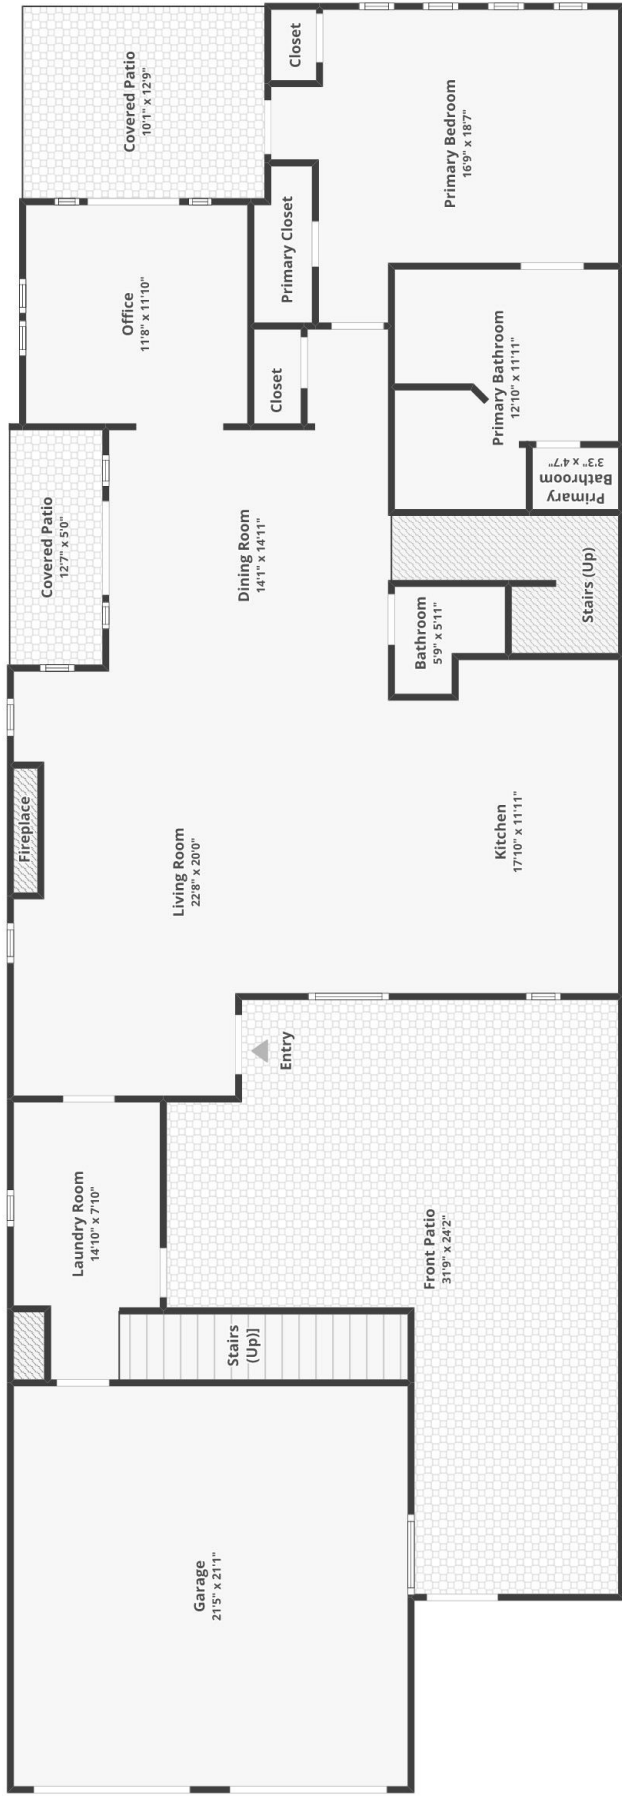 Closet
Covered Patio
10'1" x 12'9"
Primary Bedroom
16'9" x 18'7"
Primary Closet
Office
11'8" x 11'10"
Closet
Primary Bathroom
12'10" x 11'11"
Primary
Bathroom
3'3" x 4'7"
Covered Patio
12'7" x 5'0"
Dining Room
14'1" x 14'11"
Stairs (Up)
Bathroom
5'9" x 5'11"
Fireplace
Living Room
22'8" x 20'0"
Kitchen
17'10" x 11'11"
Entry
Laundry Room
14'10" x 7'10"
Front Patio
31'9" x 24'2"
Stairs
(Up)]
Garage
21'5" x 21'1"